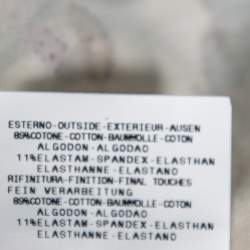 ESTERNO-OUTSIDE-EXTERIEUR-AUSEN
89%COTONE-COTTON-BAUMWOLLE-COTON
ALGODON-ALGODAO
11%ELASTAM-SPANDEX-ELASTHAN
ELASTHANNE-ELASTANO
RIFINITURA-FINITION-FINAL TOUCHES
FEIN VERARBEITUNG
89%COTONE-COTTON-BAUMWOLLE-COTON
ALGODON-ALGODAO
11%ELASTAM-SPANDEX-ELASTHAN
ELASTHANNE-ELASTANO